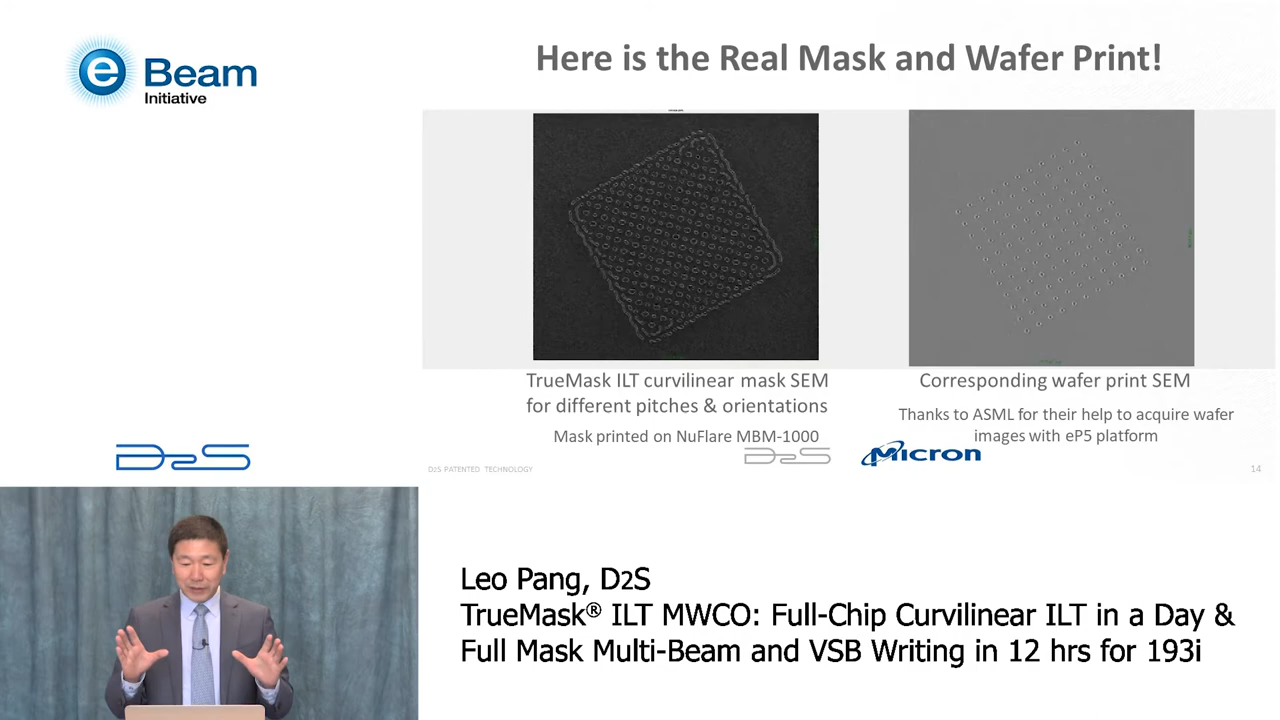 e Beam
Initiative
Here is the Real Mask and Wafer Print!
TrueMask ILT curvilinear mask SEM
for different pitches & orientations
Mask printed on NuFlare MBM-1000
Corresponding wafer print SEM
Thanks to ASML for their help to acquire wafer
images with eP5 platform
D2S
D2S
Micron
D2S PATENTED TECHNOLOGY
14
Leo Pang, D2S
TrueMask® ILT MWCO: Full-Chip Curvilinear ILT in a Day &
Full Mask Multi-Beam and VSB Writing in 12 hrs for 193i